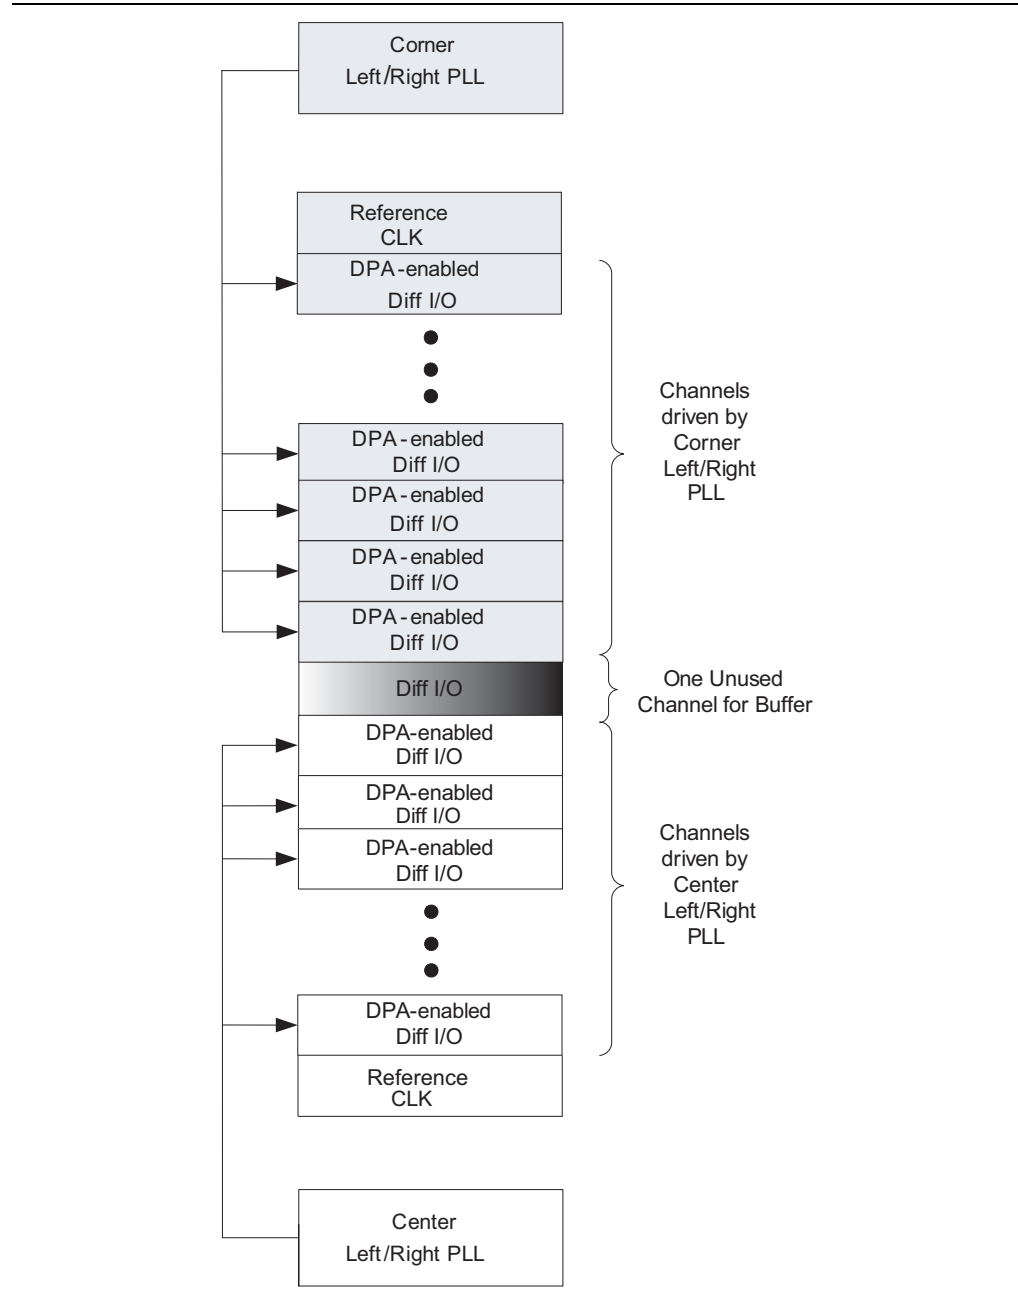 Corner
Left/Right PLL
Reference
CLK
DPA-enabled
Diff I/O
DPA-enabled
Diff I/O
DPA-enabled
Diff I/O
DPA-enabled
Diff I/O
DPA-enabled
Diff I/O
Channels
driven by
Corner
Left/Right
PLL
Diff I/O
One Unused
Channel for Buffer
DPA-enabled
Diff I/O
DPA-enabled
Diff I/O
DPA-enabled
Diff I/O
Channels
driven by
Center
Left/Right
PLL
DPA-enabled
Diff I/O
Reference
CLK
Center
Left/Right PLL